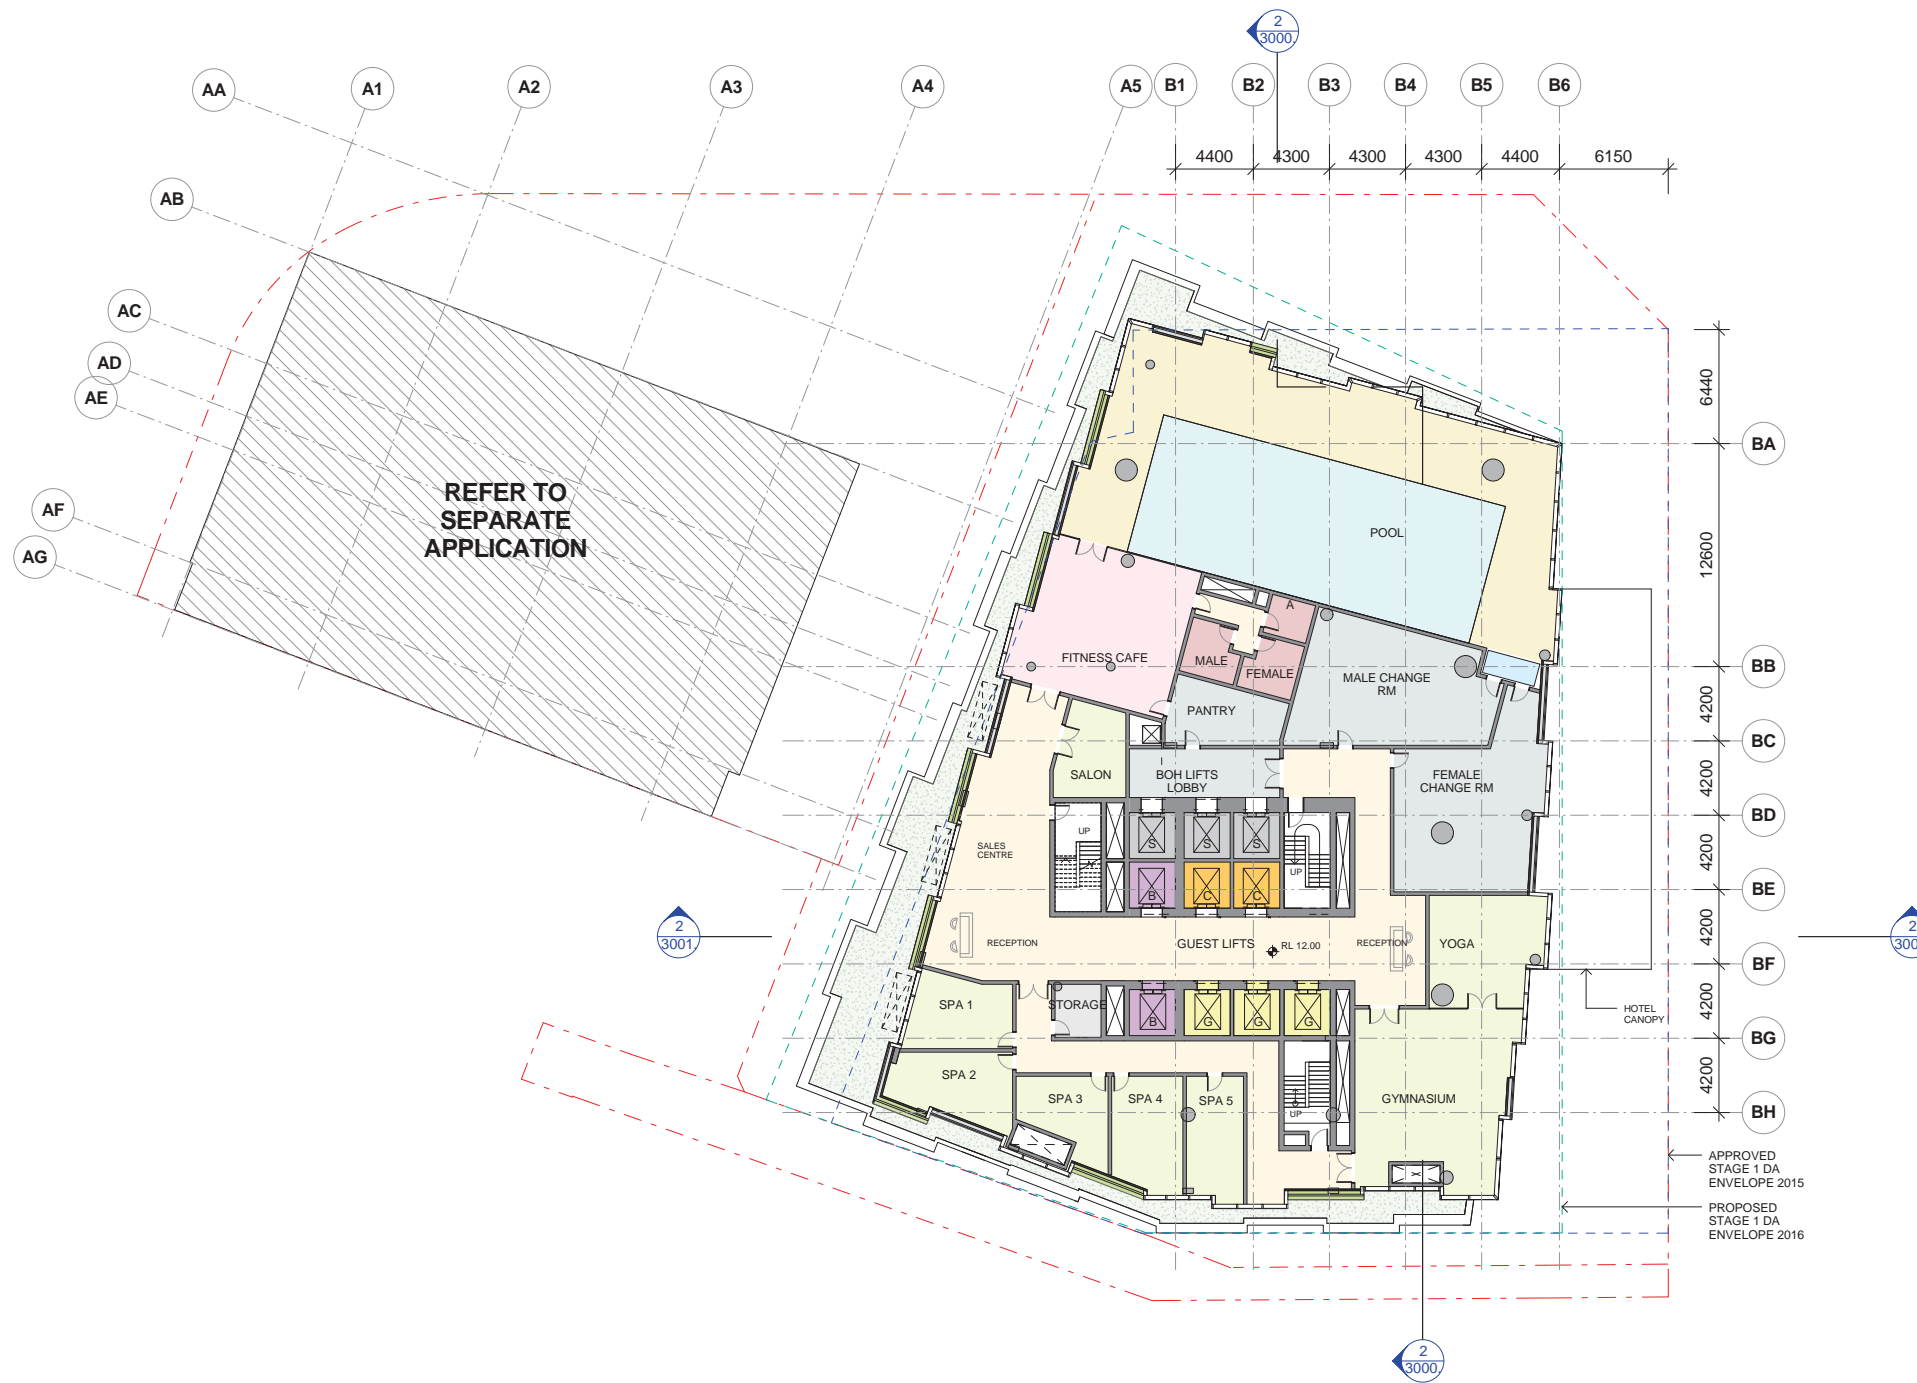 2
3000.
AA
A1
A2
A3
A4
A5
B1
B2
B3
B4
B5
B6
4400
4300
4300
4300
4400
6150
AB
AC
AD
AE
AF
AG
REFER TO
SEPARATE
APPLICATION
6440
BA
12600
BB
4200
BC
4200
BD
4200
BE
4200
BF
4200
BG
4200
BH
POOL
A
FITNESS CAFE
MALE
FEMALE
MALE CHANGE
RM
PANTRY
SALON
BOH LIFTS
LOBBY
FEMALE
CHANGE RM
UP
S
S
S
UP
SALES
CENTRE
B
C
C
2
3001.
RECEPTION
GUEST LIFTS
RL 12.00
RECEPTION
YOGA
2
300
SPA 1
STORAGE
B
G
G
G
HOTEL
CANOPY
SPA 2
SPA 3
SPA 4
SPA 5
UP
GYMNASIUM
APPROVED
STAGE 1 DA
ENVELOPE 2015
PROPOSED
STAGE 1 DA
ENVELOPE 2016
2
3000.